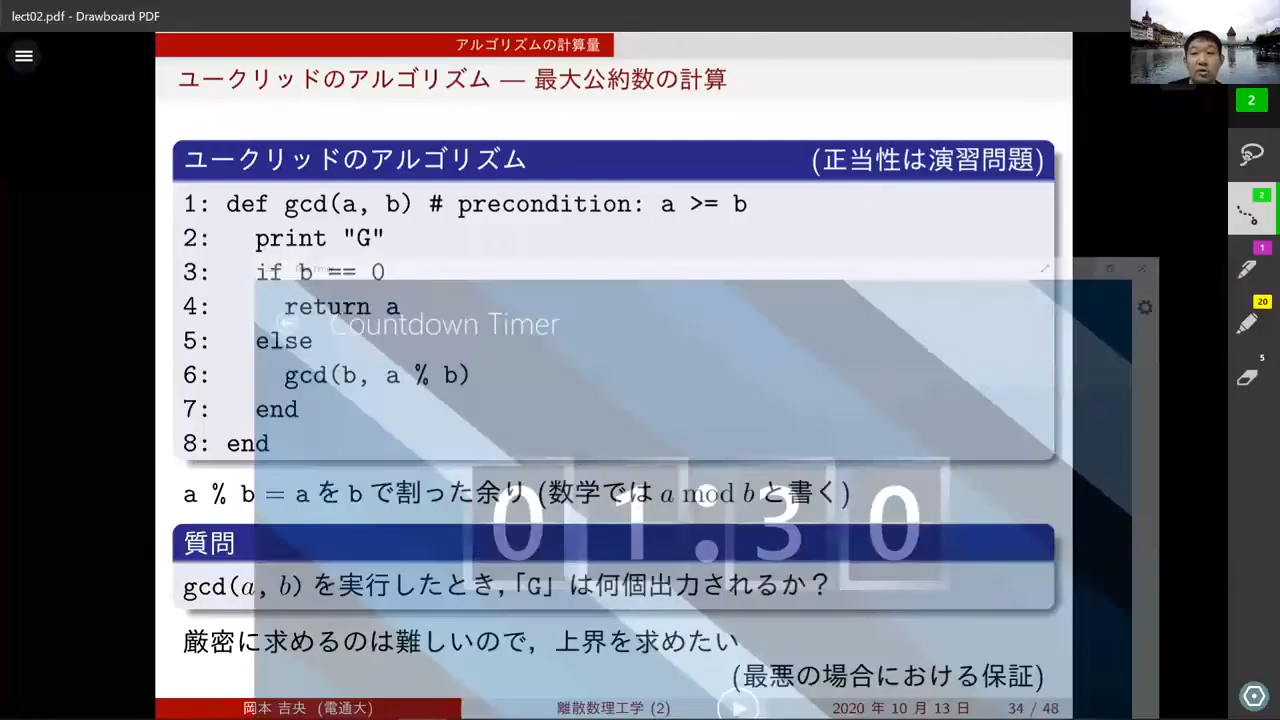 lect02.pdf - Drawboard PDF
アルゴリズムの計算量
ユークリッドのアルゴリズム — 最大公約数の計算
2
ユークリッドのアルゴリズム (正当性は演習問題)
1: def gcd(a, b) # precondition: a >= b
2: print "G"
2
3: if b == 0
1
4: return a
20
Countdown Timer
5: else
5
6: gcd(b, a % b)
7: end
8: end
a % b = a を b で割った余り (数学では a mod b と書く)
01:30
質問
gcd(a, b) を実行したとき,「G」は何個出力されるか？
厳密に求めるのは難しいので，上界を求めたい
(最悪の場合における保証)
岡本 吉央 (電通大) 離散数理工学 (2) 2020 年 10 月 13 日 34 / 48